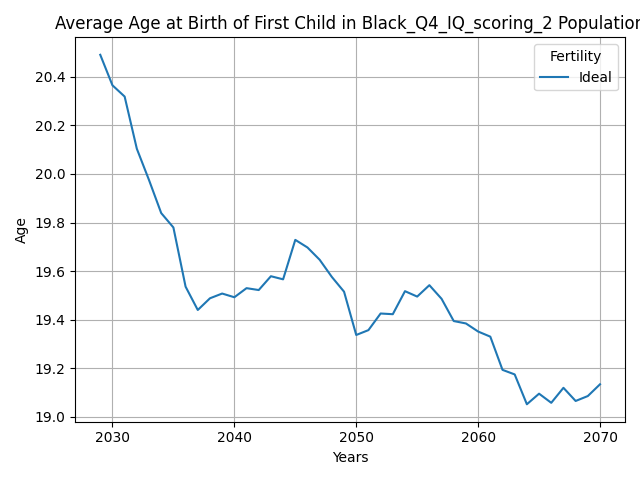 Average Age at Birth of First Child in Black_Q4_IQ_scoring_2 Population
Fertility
Ideal
20.4
20.2
20.0
19.8
19.6
19.4
19.2
19.0
Age
2030 2040 2050 2060 2070
Years